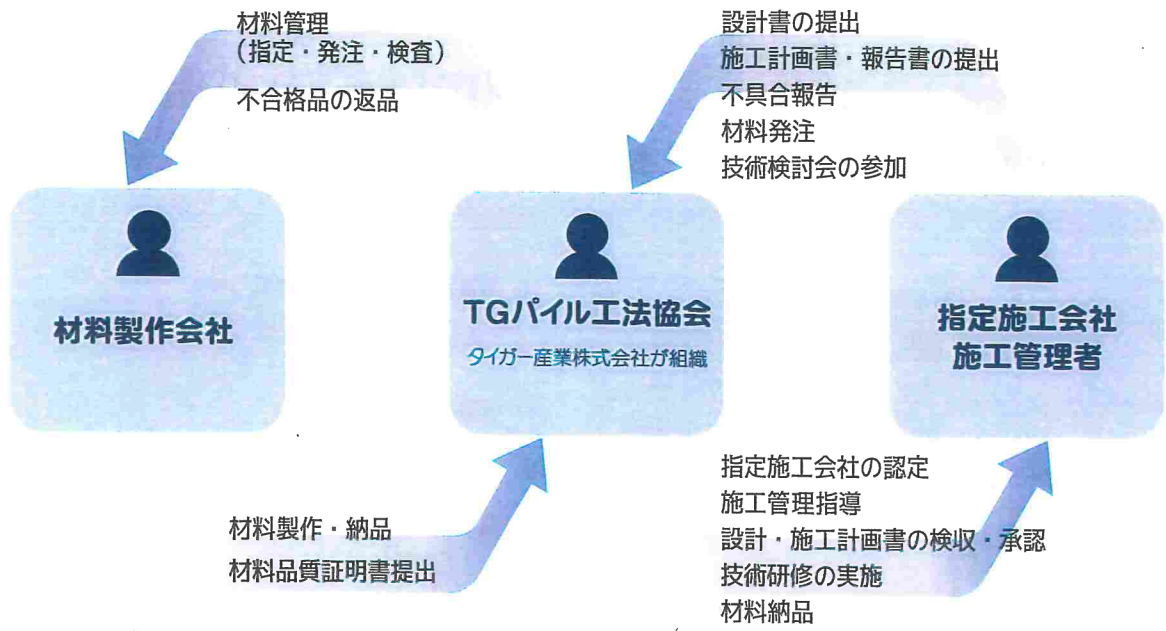 材料管理
(指定・発注・検査)
不合格品の返品
設計書の提出
施工計画書・報告書の提出
不具合報告
材料発注
技術検討会の参加
材料製作会社
TGパイル工法協会
タイガー産業株式会社が組織
指定施工会社
施工管理者
材料製作・納品
材料品質証明書提出
指定施工会社の認定
施工管理指導
設計・施工計画書の検収・承認
技術研修の実施
材料納品